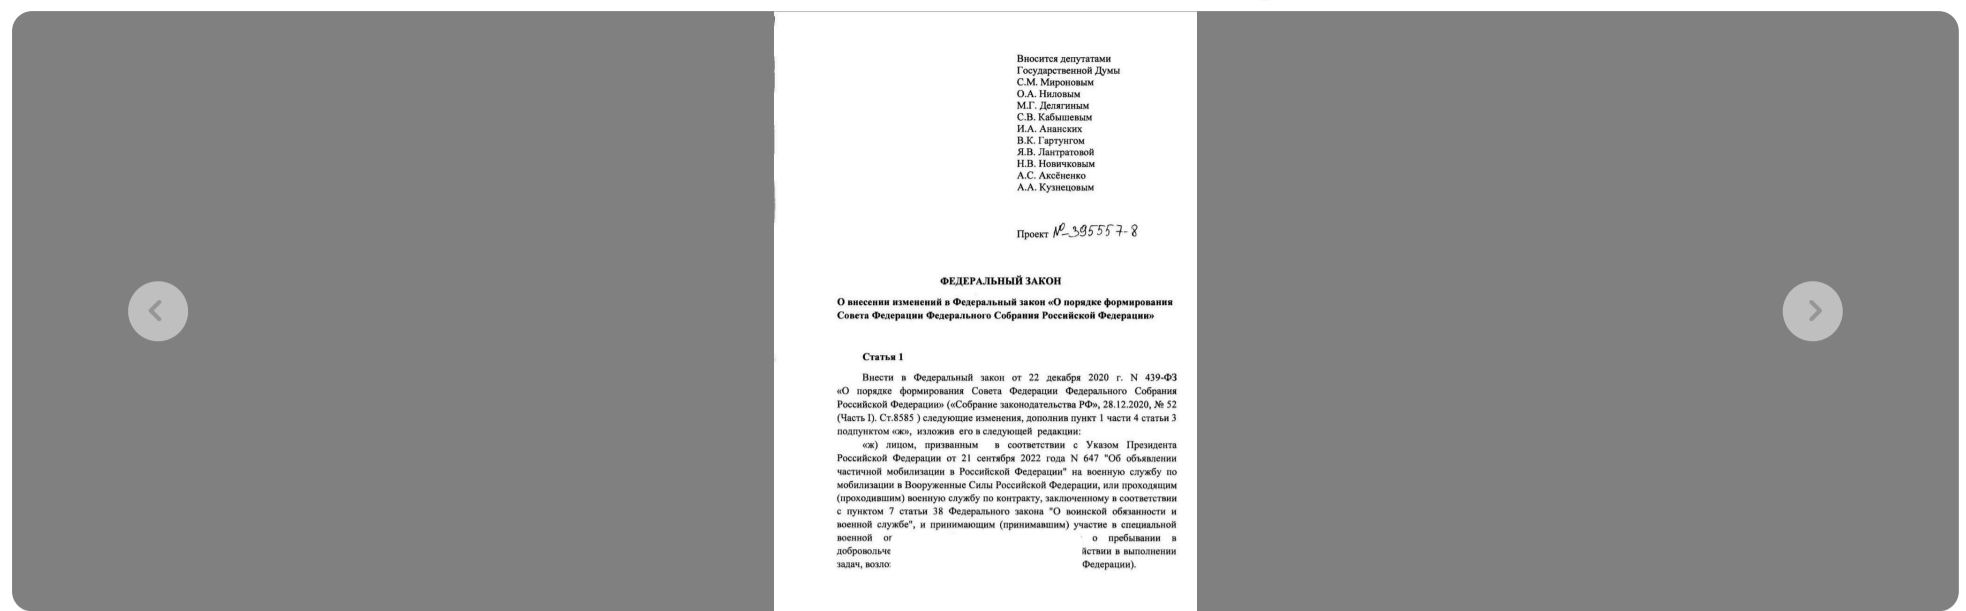 Вносится депутатами
Государственной Думы
С.М. Мироновым
О.А. Ниловым
М.Г. Делягиным
С.В. Кабышевым
И.А. Ананских
В.К. Гартунгом
Я.В. Лантратовой
Н.В. Новичковым
А.С. Аксёненко
А.А. Кузнецовым
Проект № 395557-8
ФЕДЕРАЛЬНЫЙ ЗАКОН
О внесении изменений в Федеральный закон «О порядке формирования
Совета Федерации Федерального Собрания Российской Федерации»
Статья 1
Внести в Федеральный закон от 22 декабря 2020 г. N 439-ФЗ
«О порядке формирования Совета Федерации Федерального Собрания
Российской Федерации» («Собрание законодательства РФ», 28.12.2020, № 52
(Часть I). Ст.8585 ) следующие изменения, дополнив пункт 1 части 4 статьи 3
подпунктом «ж», изложив его в следующей редакции:
«ж) лицом, призванным в соответствии с Указом Президента
Российской Федерации от 21 сентября 2022 года N 647 "Об объявлении
частичной мобилизации в Российской Федерации" на военную службу по
мобилизации в Вооруженные Силы Российской Федерации, или проходящим
(проходившим) военную службу по контракту, заключенному в соответствии
с пунктом 7 статьи 38 Федерального закона "О воинской обязанности и
военной службе", и принимающим (принимавшим) участие в специальной
военной о пребывании в
в выполнении
задач, Федерации).